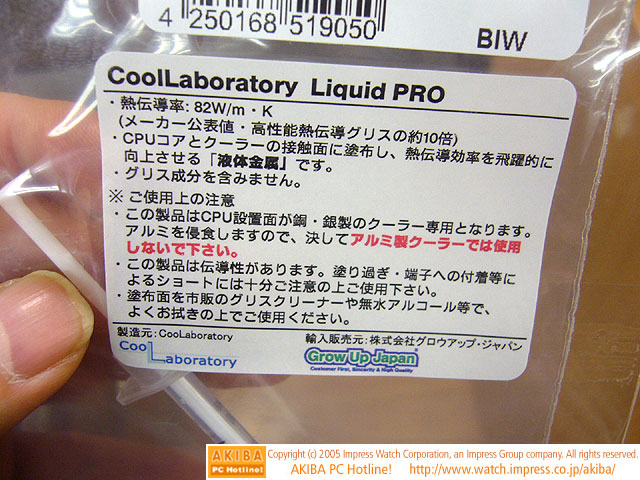 4 250168 519050
BIW
CoolLaboratory Liquid PRO
・熱伝導率: 82W/m・K
(メーカー公表値・高性能熱伝導グリスの約10倍)
・CPUコアとクーラーの接触面に塗布し、熱伝導効率を飛躍的に
向上させる「液体金属」です。
・グリス成分を含みません。
※ ご使用上の注意
・この製品はCPU設置面が銅・銀製のクーラー専用となります。
アルミを侵食しますので、決してアルミ製クーラーでは使用
しないで下さい。
・この製品は伝導性があります。塗り過ぎ・端子への付着等に
よるショートには十分ご注意の上ご使用下さい。
・塗布面を市販のグリスクリーナーや無水アルコール等で、
よくお拭きの上でご使用ください。
製造元: CooLaboratory
輸入販売元: 株式会社グロウアップ・ジャパン
CooLaboratory
Grow Up Japan
Customer First, Sincerity & High Quality
AKIBA PC Hotline!
Copyright (c) 2005 Impress Watch Corporation, an Impress Group company. All rights reserved.
AKIBA PC Hotline! http://www.watch.impress.co.jp/akiba/